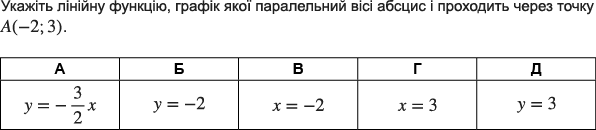 Укажіть лінійну функцію, графік якої паралельний вісі абсцис і проходить через точку
A(−2; 3).
А Б В Г Д
y = −3/2 x y = −2 x = −2 x = 3 y = 3